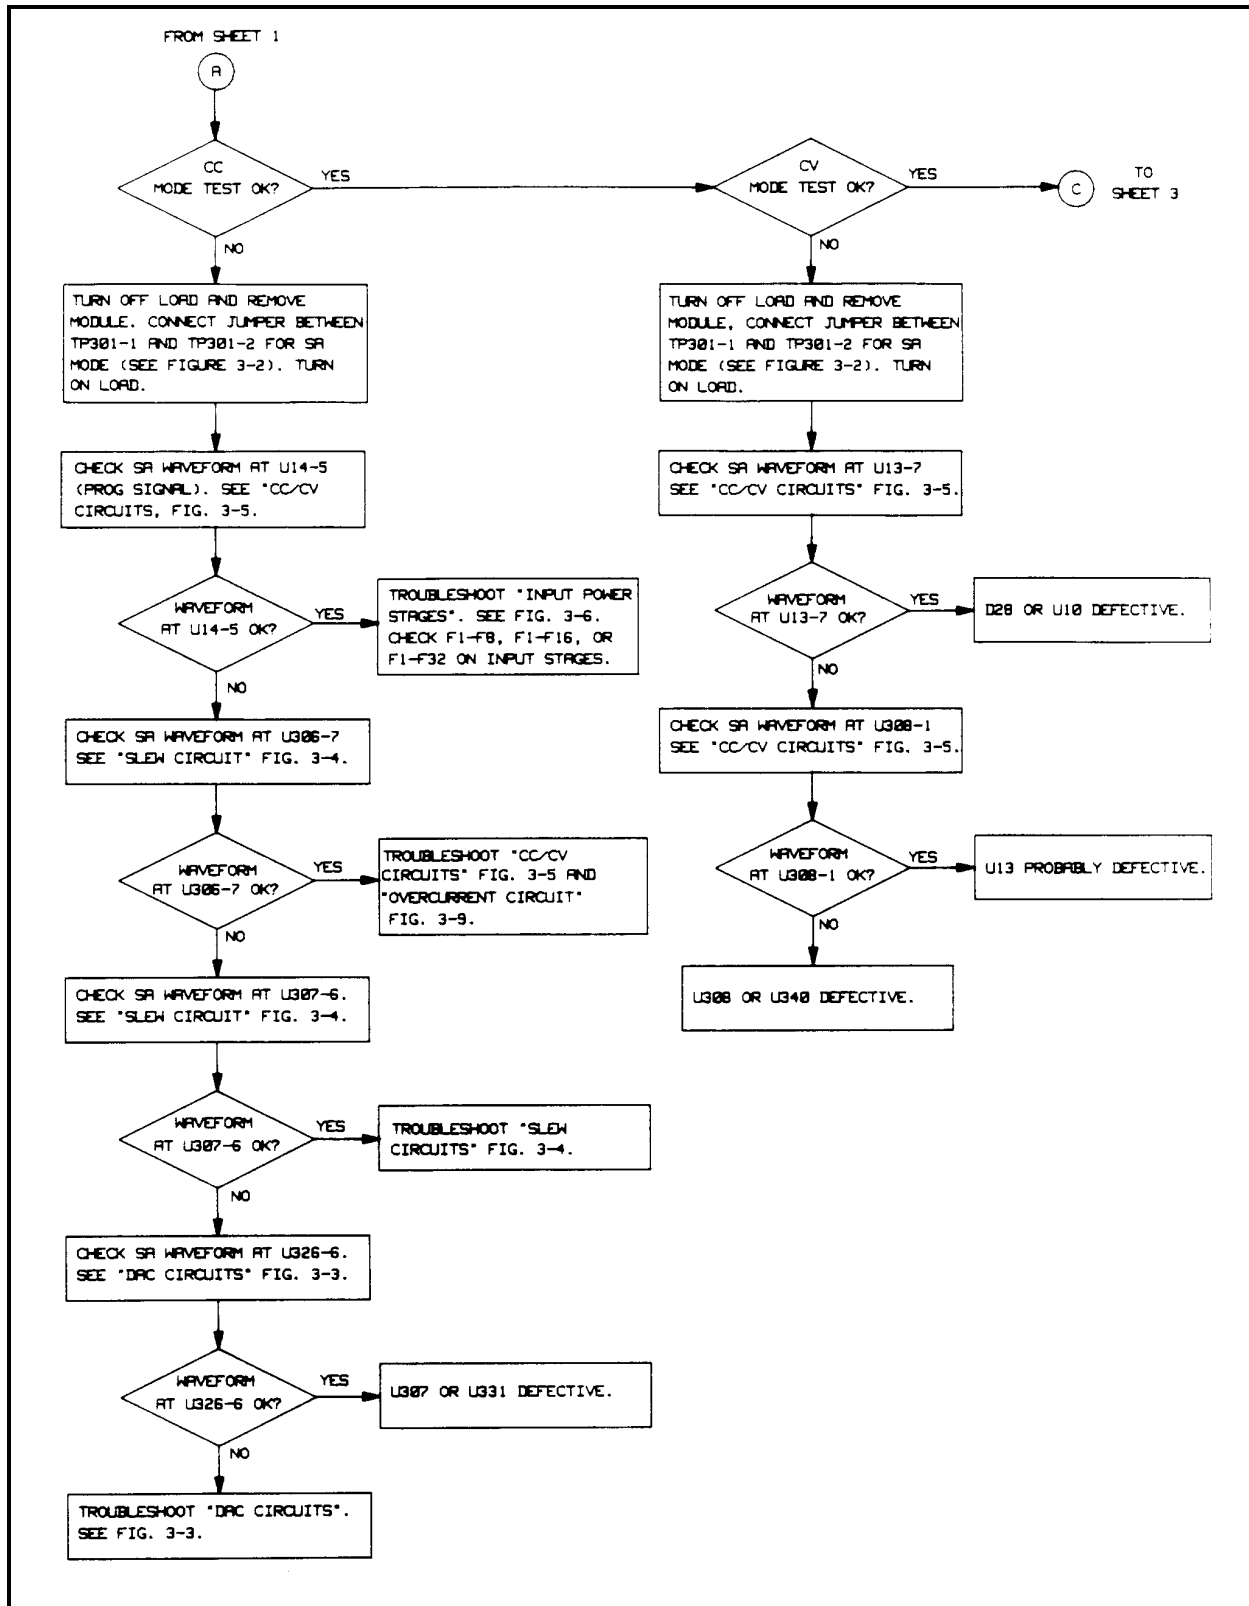 FROM SHEET 1
A
CC
MODE TEST OK?
YES
CV
MODE TEST OK?
YES
C
TO
SHEET 3
NO
NO
TURN OFF LOAD AND REMOVE
MODULE. CONNECT JUMPER BETWEEN
TP301-1 AND TP301-2 FOR SA
MODE (SEE FIGURE 3-2). TURN
ON LOAD.
TURN OFF LOAD AND REMOVE
MODULE, CONNECT JUMPER BETWEEN
TP301-1 AND TP301-2 FOR SA
MODE (SEE FIGURE 3-2). TURN
ON LOAD.
CHECK SA WAVEFORM AT U14-5
(PROG SIGNAL). SEE "CC/CV
CIRCUITS, FIG. 3-5.
CHECK SA WAVEFORM AT U13-7
SEE "CC/CV CIRCUITS" FIG. 3-5.
WAVEFORM
AT U14-5 OK?
YES
TROUBLESHOOT "INPUT POWER
STAGES". SEE FIG. 3-6.
CHECK F1-F8, F1-F16, OR
F1-F32 ON INPUT STAGES.
WAVEFORM
AT U13-7 OK?
YES
D28 OR U10 DEFECTIVE.
NO
NO
CHECK SA WAVEFORM AT U306-7
SEE "SLEW CIRCUIT" FIG. 3-4.
CHECK SA WAVEFORM AT U308-1
SEE "CC/CV CIRCUITS" FIG. 3-5.
WAVEFORM
AT U306-7 OK?
YES
TROUBLESHOOT "CC/CV
CIRCUITS" FIG. 3-5 AND
"OVERCURRENT CIRCUIT"
FIG. 3-9.
WAVEFORM
AT U308-1 OK?
YES
U13 PROBABLY DEFECTIVE.
NO
NO
CHECK SA WAVEFORM AT U307-6.
SEE "SLEW CIRCUIT" FIG. 3-4.
U308 OR U340 DEFECTIVE.
WAVEFORM
AT U307-6 OK?
YES
TROUBLESHOOT "SLEW
CIRCUITS" FIG. 3-4.
NO
CHECK SA WAVEFORM AT U326-6.
SEE "DAC CIRCUITS" FIG. 3-3.
WAVEFORM
AT U326-6 OK?
YES
U307 OR U331 DEFECTIVE.
NO
TROUBLESHOOT "DAC CIRCUITS".
SEE FIG. 3-3.